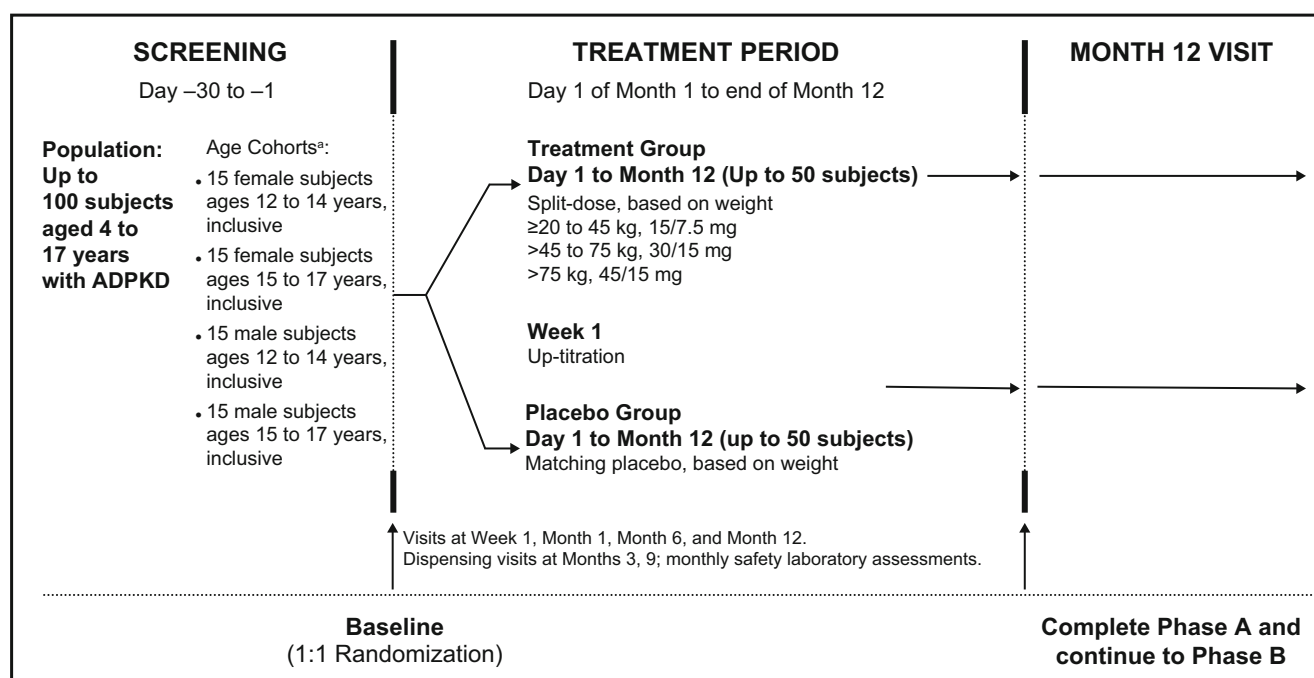 SCREENING
Day –30 to –1
Population:
Up to
100 subjects
aged 4 to
17 years
with ADPKD
Age Cohortsᵃ:
• 15 female subjects
ages 12 to 14 years,
inclusive
• 15 female subjects
ages 15 to 17 years,
inclusive
• 15 male subjects
ages 12 to 14 years,
inclusive
• 15 male subjects
ages 15 to 17 years,
inclusive
TREATMENT PERIOD
Day 1 of Month 1 to end of Month 12
Treatment Group
Day 1 to Month 12 (Up to 50 subjects)
Split-dose, based on weight
≥20 to 45 kg, 15/7.5 mg
>45 to 75 kg, 30/15 mg
>75 kg, 45/15 mg
Week 1
Up-titration
Placebo Group
Day 1 to Month 12 (up to 50 subjects)
Matching placebo, based on weight
MONTH 12 VISIT
Visits at Week 1, Month 1, Month 6, and Month 12.
Dispensing visits at Months 3, 9; monthly safety laboratory assessments.
Baseline
(1:1 Randomization)
Complete Phase A and
continue to Phase B